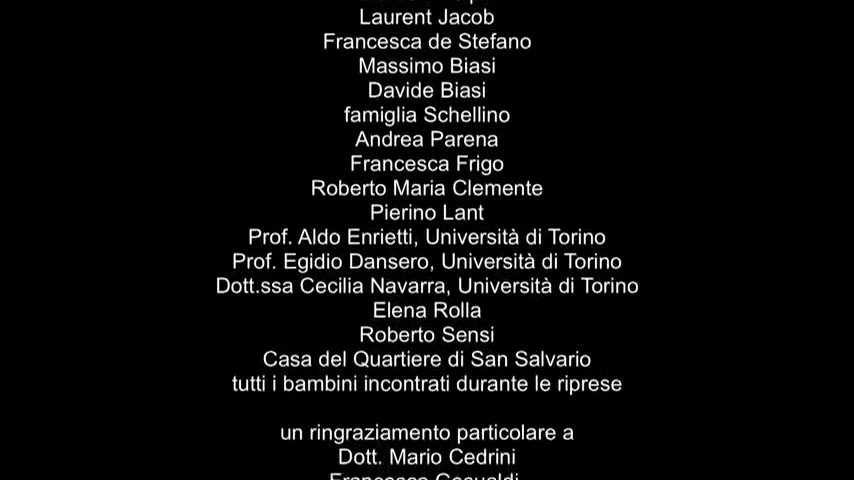 Laurent Jacob
Francesca de Stefano
Massimo Biasi
Davide Biasi
famiglia Schellino
Andrea Parena
Francesca Frigo
Roberto Maria Clemente
Pierino Lant
Prof. Aldo Enrietti, Università di Torino
Prof. Egidio Dansero, Università di Torino
Dott.ssa Cecilia Navarra, Università di Torino
Elena Rolla
Roberto Sensi
Casa del Quartiere di San Salvario
tutti i bambini incontrati durante le riprese
un ringraziamento particolare a
Dott. Mario Cedrini